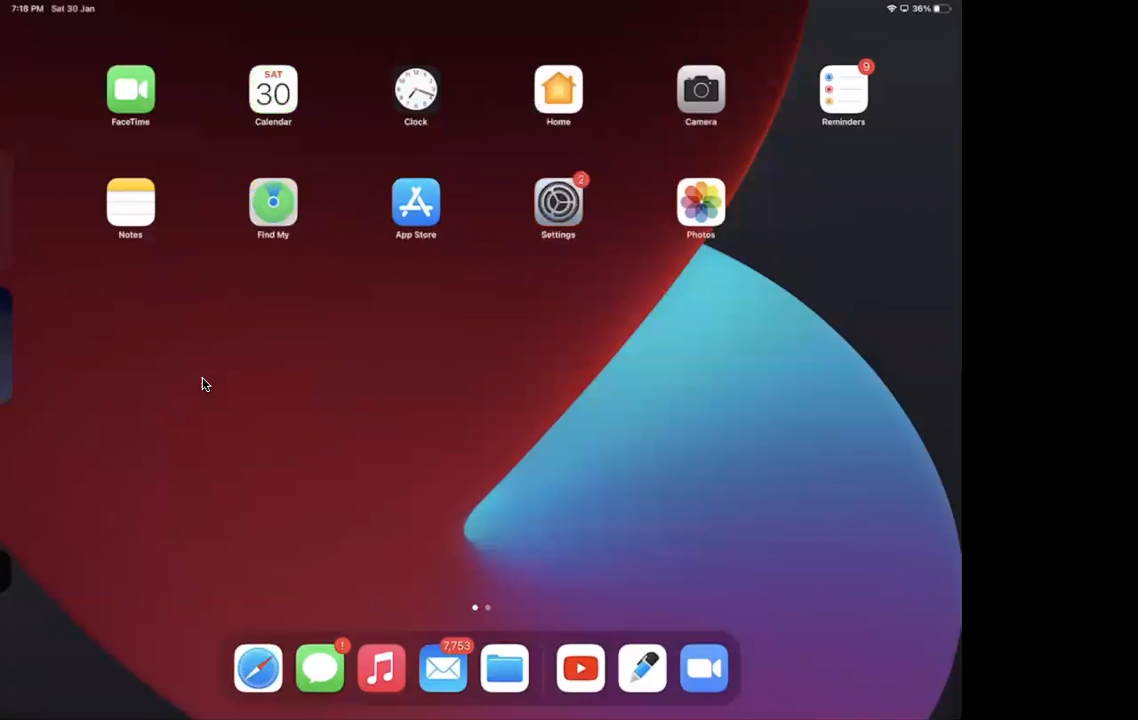 7:18 PM Sat 30 Jan
36%
SAT
30
9
FaceTime
Calendar
Clock
Home
Camera
Reminders
2
Notes
Find My
App Store
Settings
Photos
!
7,753